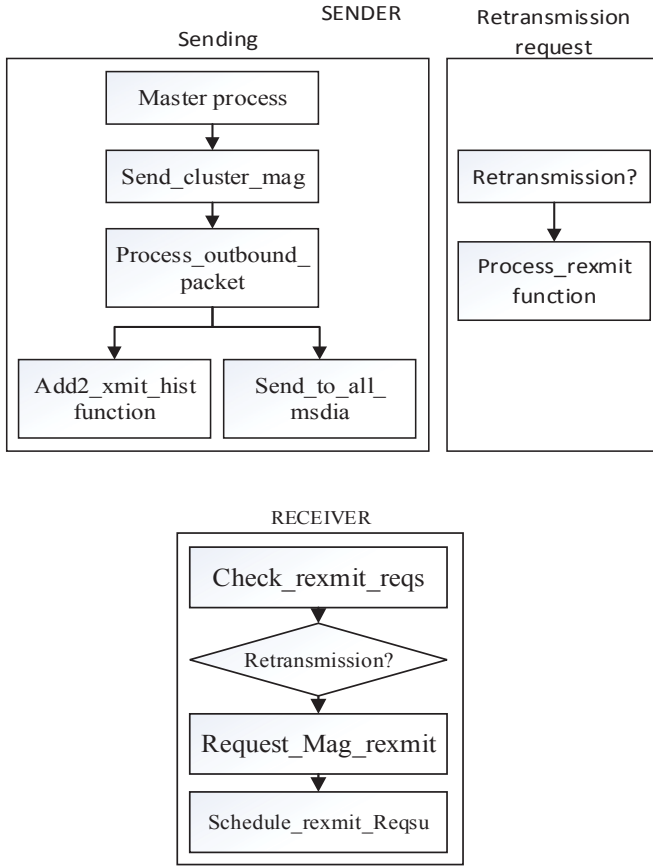 SENDER
Sending
Master process
Send_cluster_mag
Process_outbound_
packet
Add2_xmit_hist
function
Send_to_all_
msdia
Retransmission
request
Retransmission?
Process_rexmit
function
RECEIVER
Check_rexmit_reqs
Retransmission?
Request_Mag_rexmit
Schedule_rexmit_Reqsu